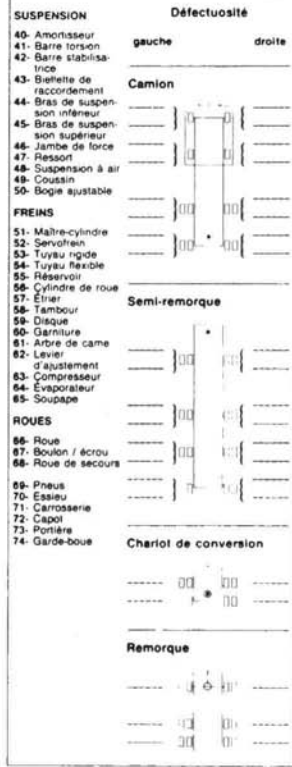 SUSPENSION
40- Amortisseur
41- Barre torsion
42- Barre stabilisa-
trice
43- Biellette de
raccordement
44- Bras de suspen-
sion inférieur
45- Bras de suspen-
sion supérieur
46- Jambe de force
47- Ressort
48- Suspension à air
49- Coussin
50- Bogie ajustable
FREINS
51- Maître-cylindre
52- Servofrein
53- Tuyau rigide
54- Tuyau flexible
55- Réservoir
56- Cylindre de roue
57- Étrier
58- Tambour
59- Disque
60- Garniture
61- Arbre de came
62- Levier
d'ajustement
63- Compresseur
64- Évaporateur
65- Soupape
ROUES
66- Roue
67- Boulon / écrou
68- Roue de secours
69- Pneus
70- Essieu
71- Carrosserie
72- Capot
73- Portière
74- Garde-boue
Défectuosité
gauche droite
Camion
Semi-remorque
Chariot de conversion
Remorque